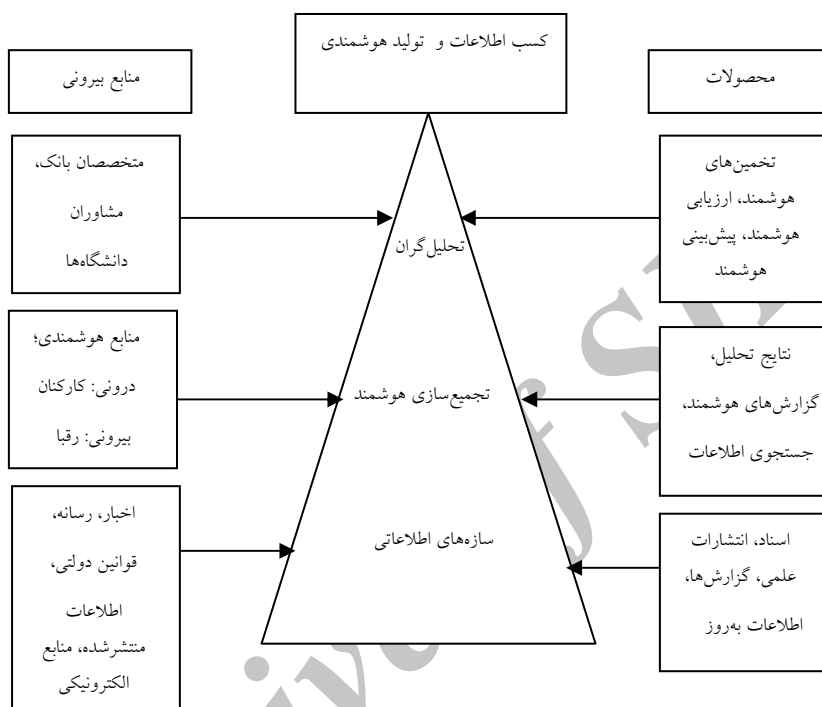 کسب اطلاعات و تولید هوشمندی
محصولات
تخمین‌های
هوشمند، ارزیابی
هوشمند، پیش‌بینی
هوشمند
نتایج تحلیل،
گزارش‌های هوشمند،
جستجوی اطلاعات
اسناد، انتشارات
علمی، گزارش‌ها،
اطلاعات به‌روز
تحلیل‌گران
تجمیع‌سازی هوشمند
سازه‌های اطلاعاتی
منابع بیرونی
متخصصان بانک،
مشاوران
دانشگاه‌ها
منابع هوشمندی؛
درونی: کارکنان
بیرونی: رقبا
اخبار، رسانه،
قوانین دولتی،
اطلاعات
منتشرشده، منابع
الکترونیکی